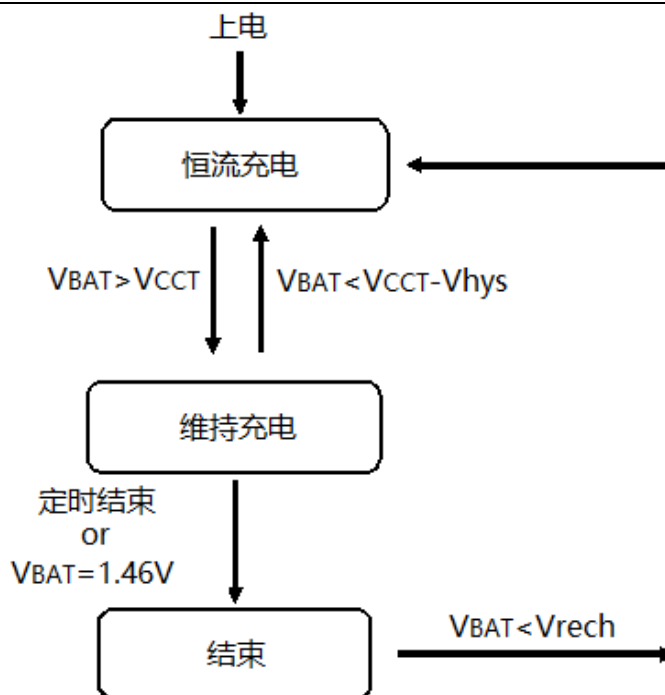 上电
恒流充电
VBAT>VCCT
VBAT<VCCT-Vhys
维持充电
定时结束
or
VBAT=1.46V
VBAT<Vrech
结束